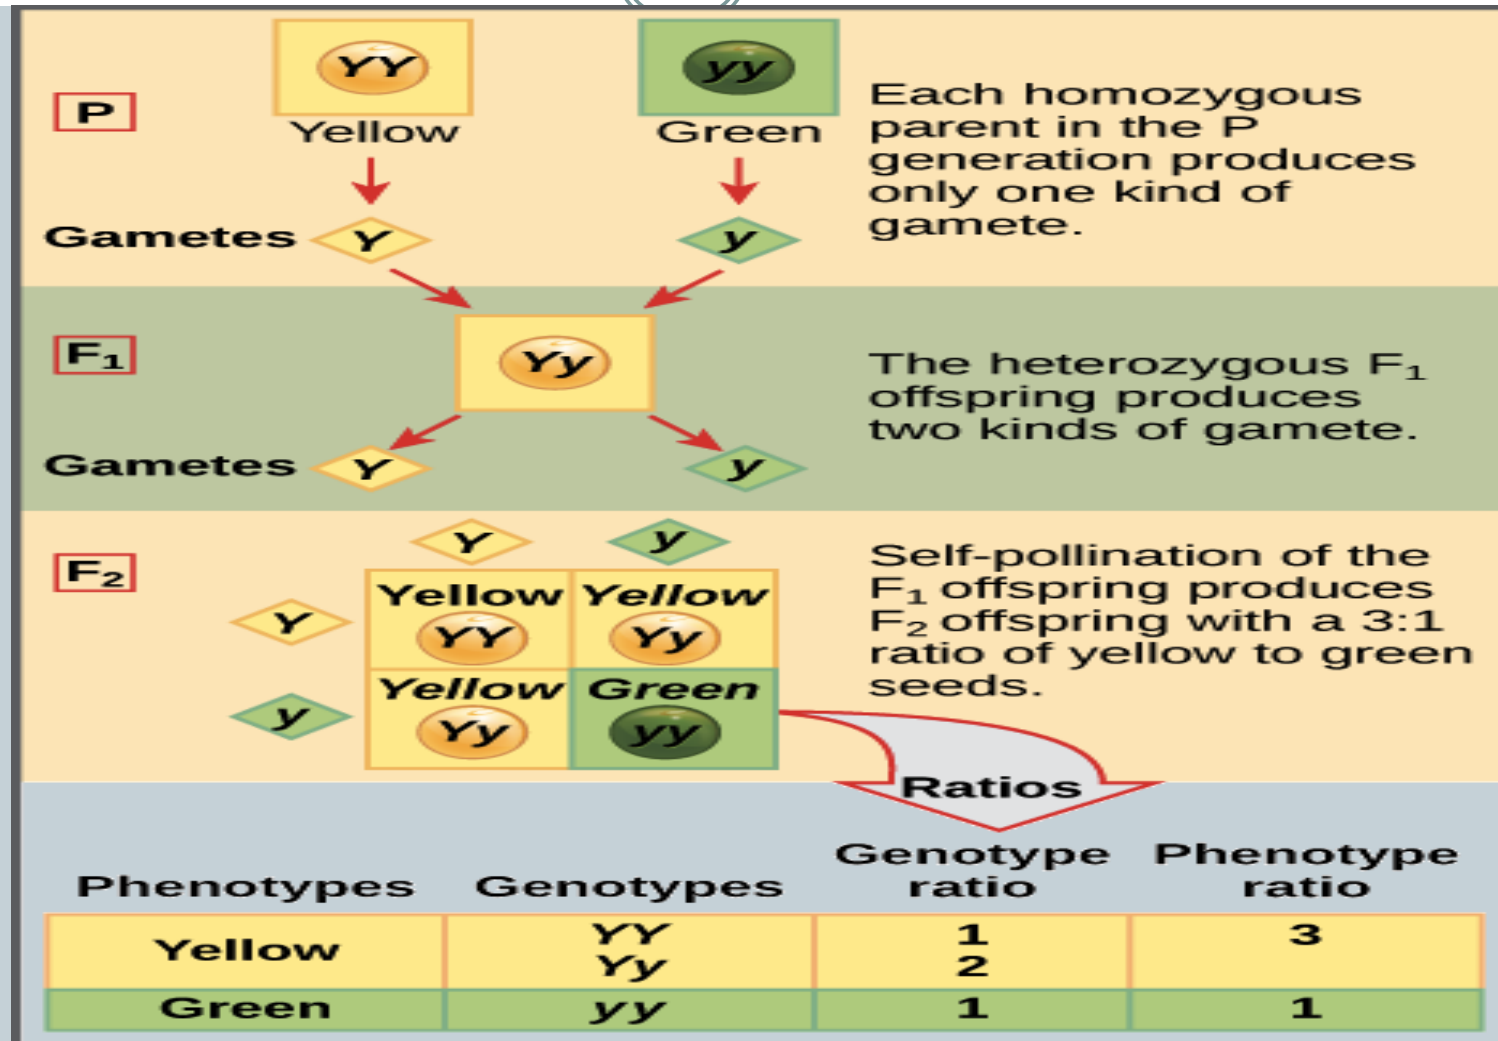 YY
yy
P
Yellow
Green
Each homozygous
parent in the P
generation produces
only one kind of
gamete.
Gametes
Y
y
F₁
Yy
The heterozygous F₁
offspring produces
two kinds of gamete.
Gametes
Y
y
F₂
Y
y
Self-pollination of the
F₁ offspring produces
F₂ offspring with a 3:1
ratio of yellow to green
seeds.
Y
Yellow Yellow
YY Yy
y
Yellow Green
Yy yy
Ratios
Phenotypes
Genotypes
Genotype
ratio
Phenotype
ratio
Yellow
YY 1 3
Yy 2
Green yy 1 1